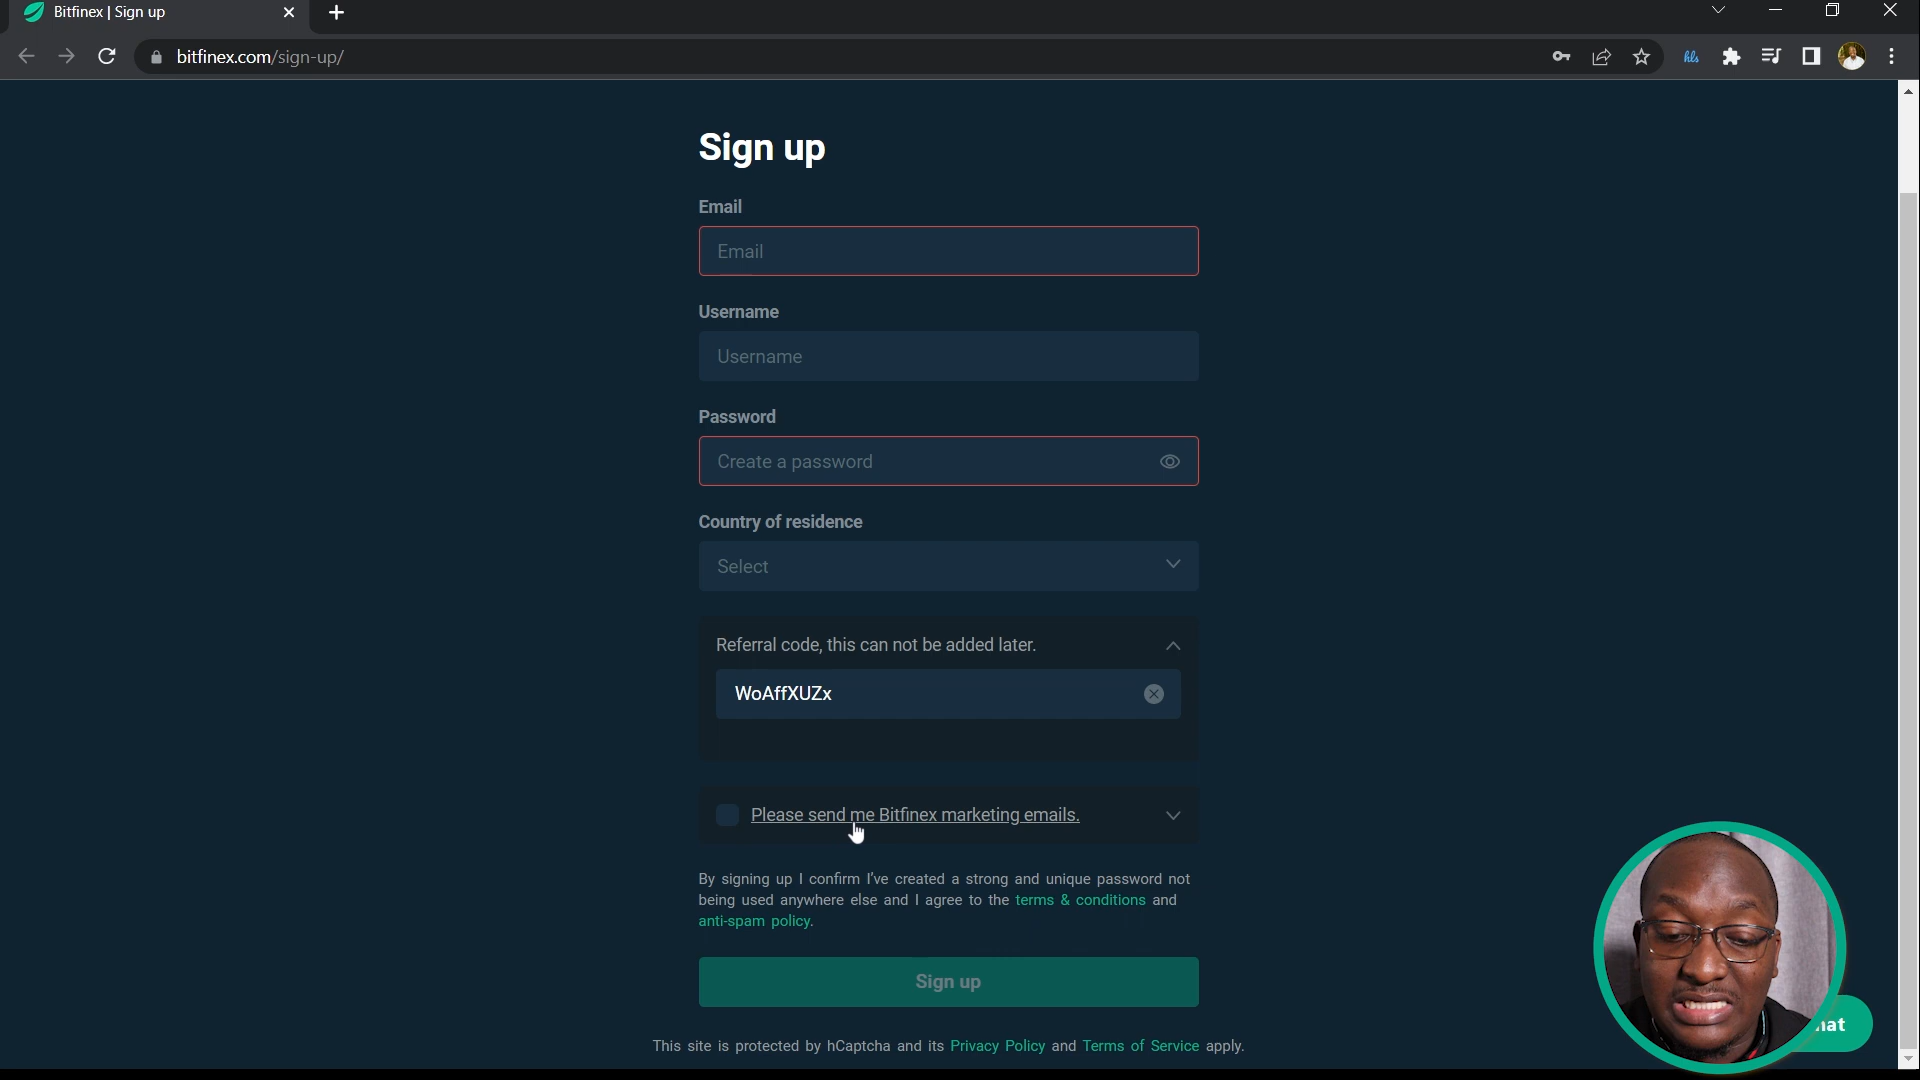 Bitfinex | Sign up
bitfinex.com/sign-up/
hls
Sign up
Email
Email
Username
Username
Password
Create a password
Country of residence
Select
Referral code, this can not be added later.
WoAffXUZx
Please send me Bitfinex marketing emails.
By signing up I confirm I've created a strong and unique password not
being used anywhere else and I agree to the terms & conditions and
anti-spam policy.
Sign up
hat
This site is protected by hCaptcha and its Privacy Policy and Terms of Service apply.